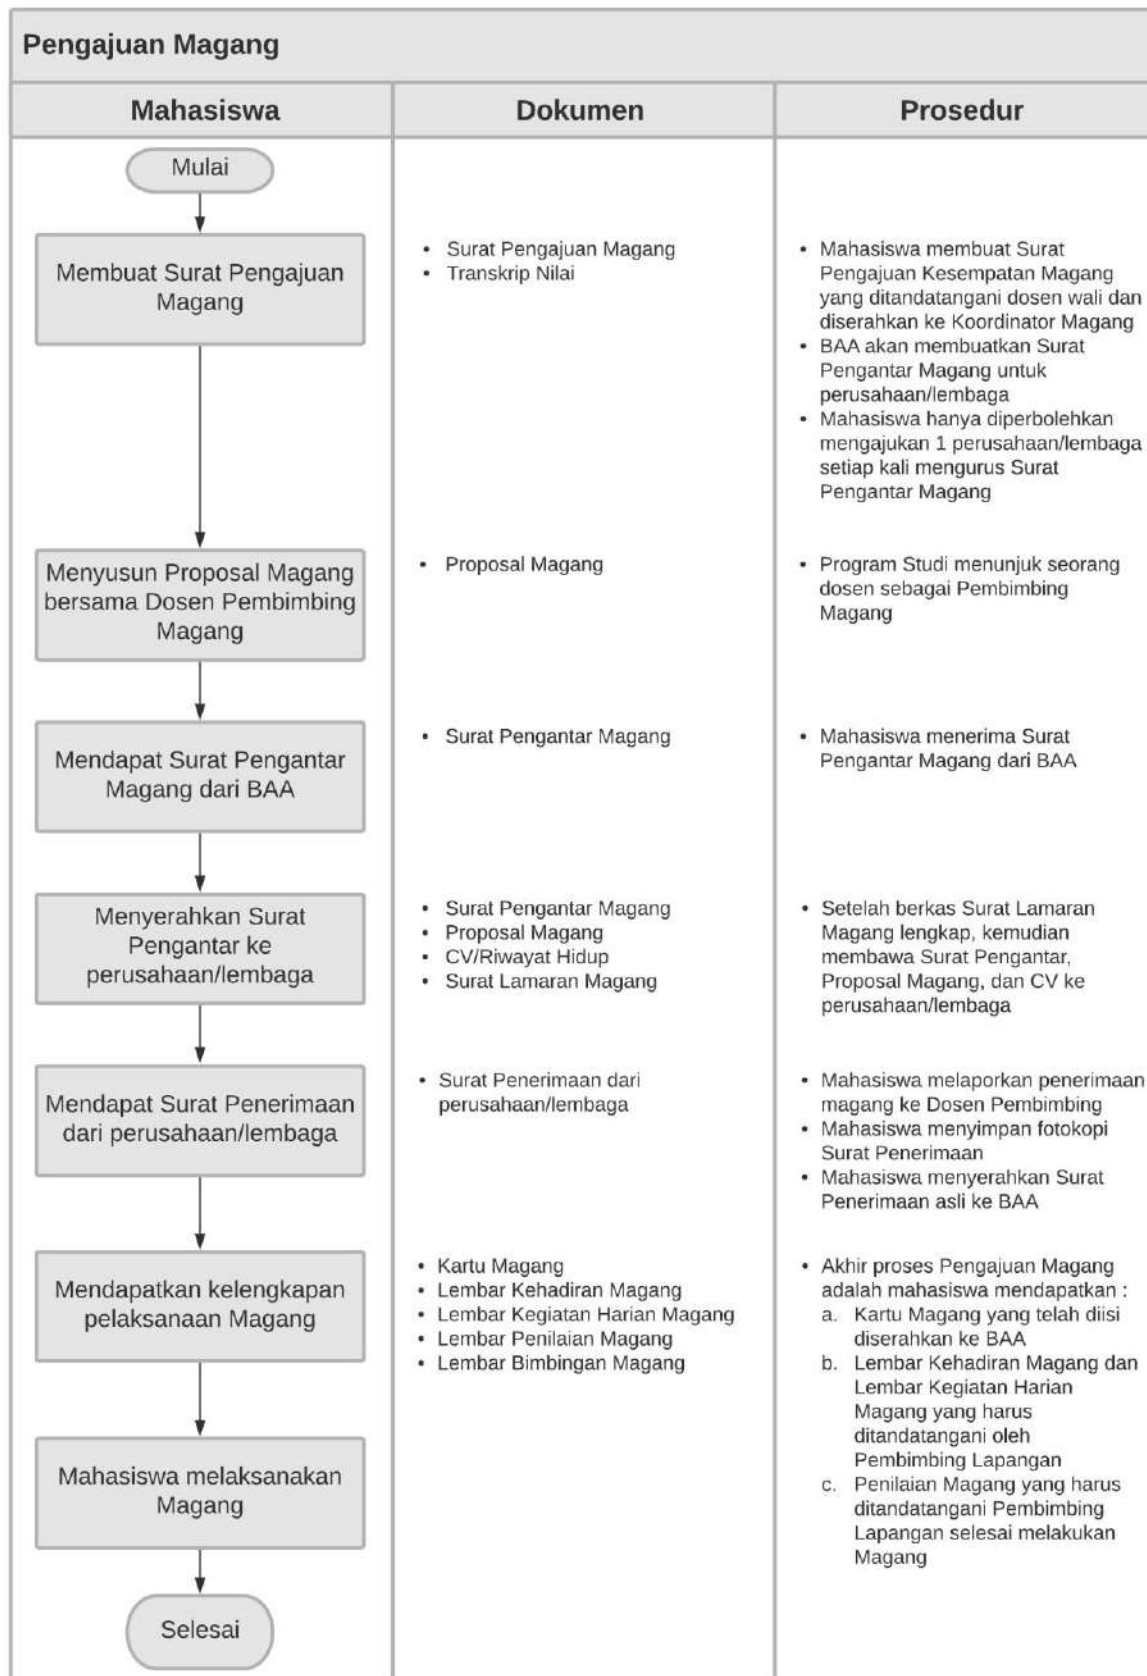 Pengajuan Magang
Mahasiswa
Dokumen
Prosedur
Mulai
Membuat Surat Pengajuan
Magang
• Surat Pengajuan Magang
• Transkrip Nilai
• Mahasiswa membuat Surat
Pengajuan Kesempatan Magang
yang ditandatangani dosen wali dan
diserahkan ke Koordinator Magang
• BAA akan membuatkan Surat
Pengantar Magang untuk
perusahaan/lembaga
• Mahasiswa hanya diperbolehkan
mengajukan 1 perusahaan/lembaga
setiap kali mengurus Surat
Pengantar Magang
Menyusun Proposal Magang
bersama Dosen Pembimbing
Magang
• Proposal Magang
• Program Studi menunjuk seorang
dosen sebagai Pembimbing
Magang
Mendapat Surat Pengantar
Magang dari BAA
• Surat Pengantar Magang
• Mahasiswa menerima Surat
Pengantar Magang dari BAA
Menyerahkan Surat
Pengantar ke
perusahaan/lembaga
• Surat Pengantar Magang
• Proposal Magang
• CV/Riwayat Hidup
• Surat Lamaran Magang
• Setelah berkas Surat Lamaran
Magang lengkap, kemudian
membawa Surat Pengantar,
Proposal Magang, dan CV ke
perusahaan/lembaga
Mendapat Surat Penerimaan
dari perusahaan/lembaga
• Surat Penerimaan dari
perusahaan/lembaga
• Mahasiswa melaporkan penerimaan
magang ke Dosen Pembimbing
• Mahasiswa menyimpan fotokopi
Surat Penerimaan
• Mahasiswa menyerahkan Surat
Penerimaan asli ke BAA
Mendapatkan kelengkapan
pelaksanaan Magang
• Kartu Magang
• Lembar Kehadiran Magang
• Lembar Kegiatan Harian Magang
• Lembar Penilaian Magang
• Lembar Bimbingan Magang
• Akhir proses Pengajuan Magang
adalah mahasiswa mendapatkan :
a. Kartu Magang yang telah diisi
diserahkan ke BAA
b. Lembar Kehadiran Magang dan
Lembar Kegiatan Harian
Magang yang harus
ditandatangani oleh
Pembimbing Lapangan
c. Penilaian Magang yang harus
ditandatangani Pembimbing
Lapangan selesai melakukan
Magang
Mahasiswa melaksanakan
Magang
Selesai